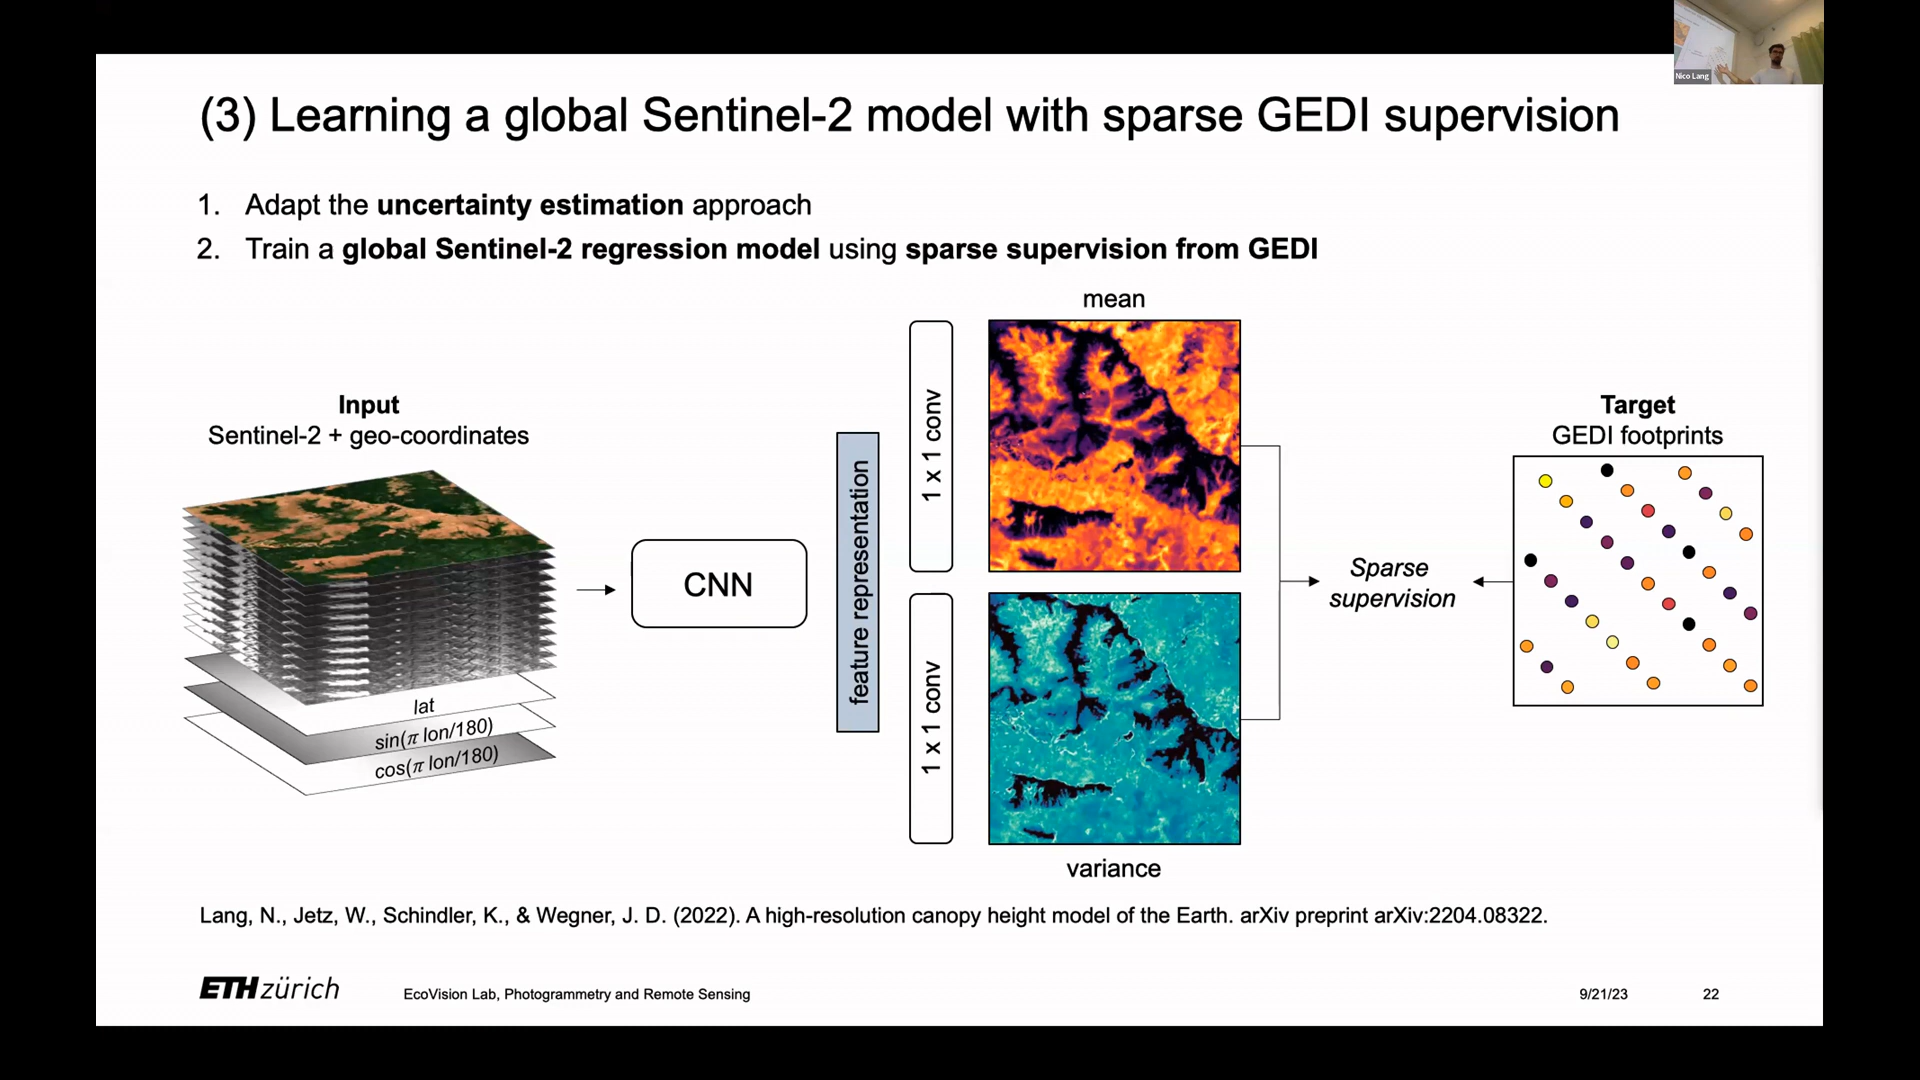 Nico Lang
(3) Learning a global Sentinel-2 model with sparse GEDI supervision
1. Adapt the uncertainty estimation approach
2. Train a global Sentinel-2 regression model using sparse supervision from GEDI
Input
Sentinel-2 + geo-coordinates
lat
sin(π lon/180)
cos(π lon/180)
CNN
feature representation
1 x 1 conv
1 x 1 conv
mean
variance
Sparse
supervision
Target
GEDI footprints
Lang, N., Jetz, W., Schindler, K., & Wegner, J. D. (2022). A high-resolution canopy height model of the Earth. arXiv preprint arXiv:2204.08322.
ETH zürich
EcoVision Lab, Photogrammetry and Remote Sensing
9/21/23
22